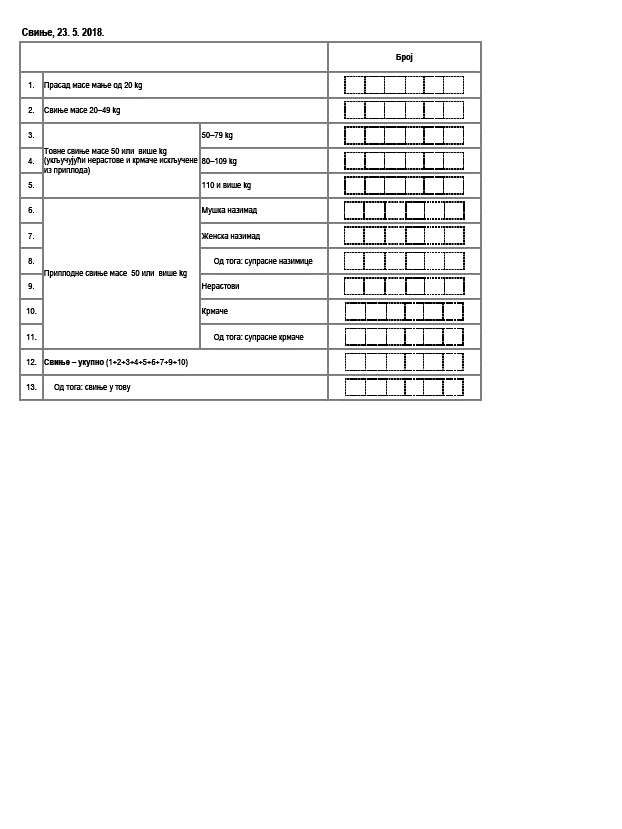 Свиње, 23. 5. 2018.
Број
1. Прасад масе мање од 20 kg
2. Свиње масе 20–49 kg
3. 50–79 kg
Товне свиње масе 50 или више kg
(укључујући нерастове и крмаче искључене
из приплода)
4. 80–109 kg
5. 110 и више kg
6. Мушка назимад
7. Женска назимад
8. Од тога: супрасне назимице
Приплодне свиње масе 50 или више kg
9. Нерастови
10. Крмаче
11. Од тога: супрасне крмаче
12. Свиње – укупно (1+2+3+4+5+6+7+9+10)
13. Од тога: свиње у тову